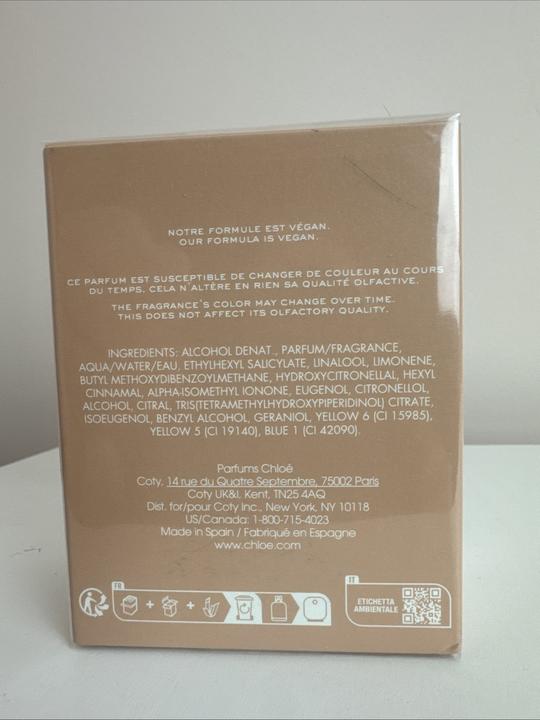 NOTRE FORMULE EST VÉGAN.
OUR FORMULA IS VEGAN.
CE PARFUM EST SUSCEPTIBLE DE CHANGER DE COULEUR AU COURS
DU TEMPS, CELA N'ALTÈRE EN RIEN SA QUALITÉ OLFACTIVE.
THE FRAGRANCE'S COLOR MAY CHANGE OVER TIME.
THIS DOES NOT AFFECT ITS OLFACTORY QUALITY.
INGREDIENTS: ALCOHOL DENAT., PARFUM/FRAGRANCE,
AQUA/WATER/EAU, ETHYLHEXYL SALICYLATE, LINALOOL, LIMONENE,
BUTYL METHOXYDIBENZOYLMETHANE, HYDROXYCITRONELLAL, HEXYL
CINNAMAL, ALPHA-ISOMETHYL IONONE, EUGENOL, CITRONELLOL,
ALCOHOL, CITRAL, TRIS(TETRAMETHYLHYDROXYPIPERIDINOL) CITRATE,
ISOEUGENOL, BENZYL ALCOHOL, GERANIOL, YELLOW 6 (CI 15985),
YELLOW 5 (CI 19140), BLUE 1 (CI 42090).
Parfums Chloé
Coty, 14 rue du Quatre Septembre, 75002 Paris
Coty UK&I, Kent, TN25 4AQ
Dist. for/pour Coty Inc., New York, NY 10118
US/Canada: 1-800-715-4023
Made in Spain / Fabriqué en Espagne
www.chloe.com
FR
IT
ETICHETTA
AMBIENTALE